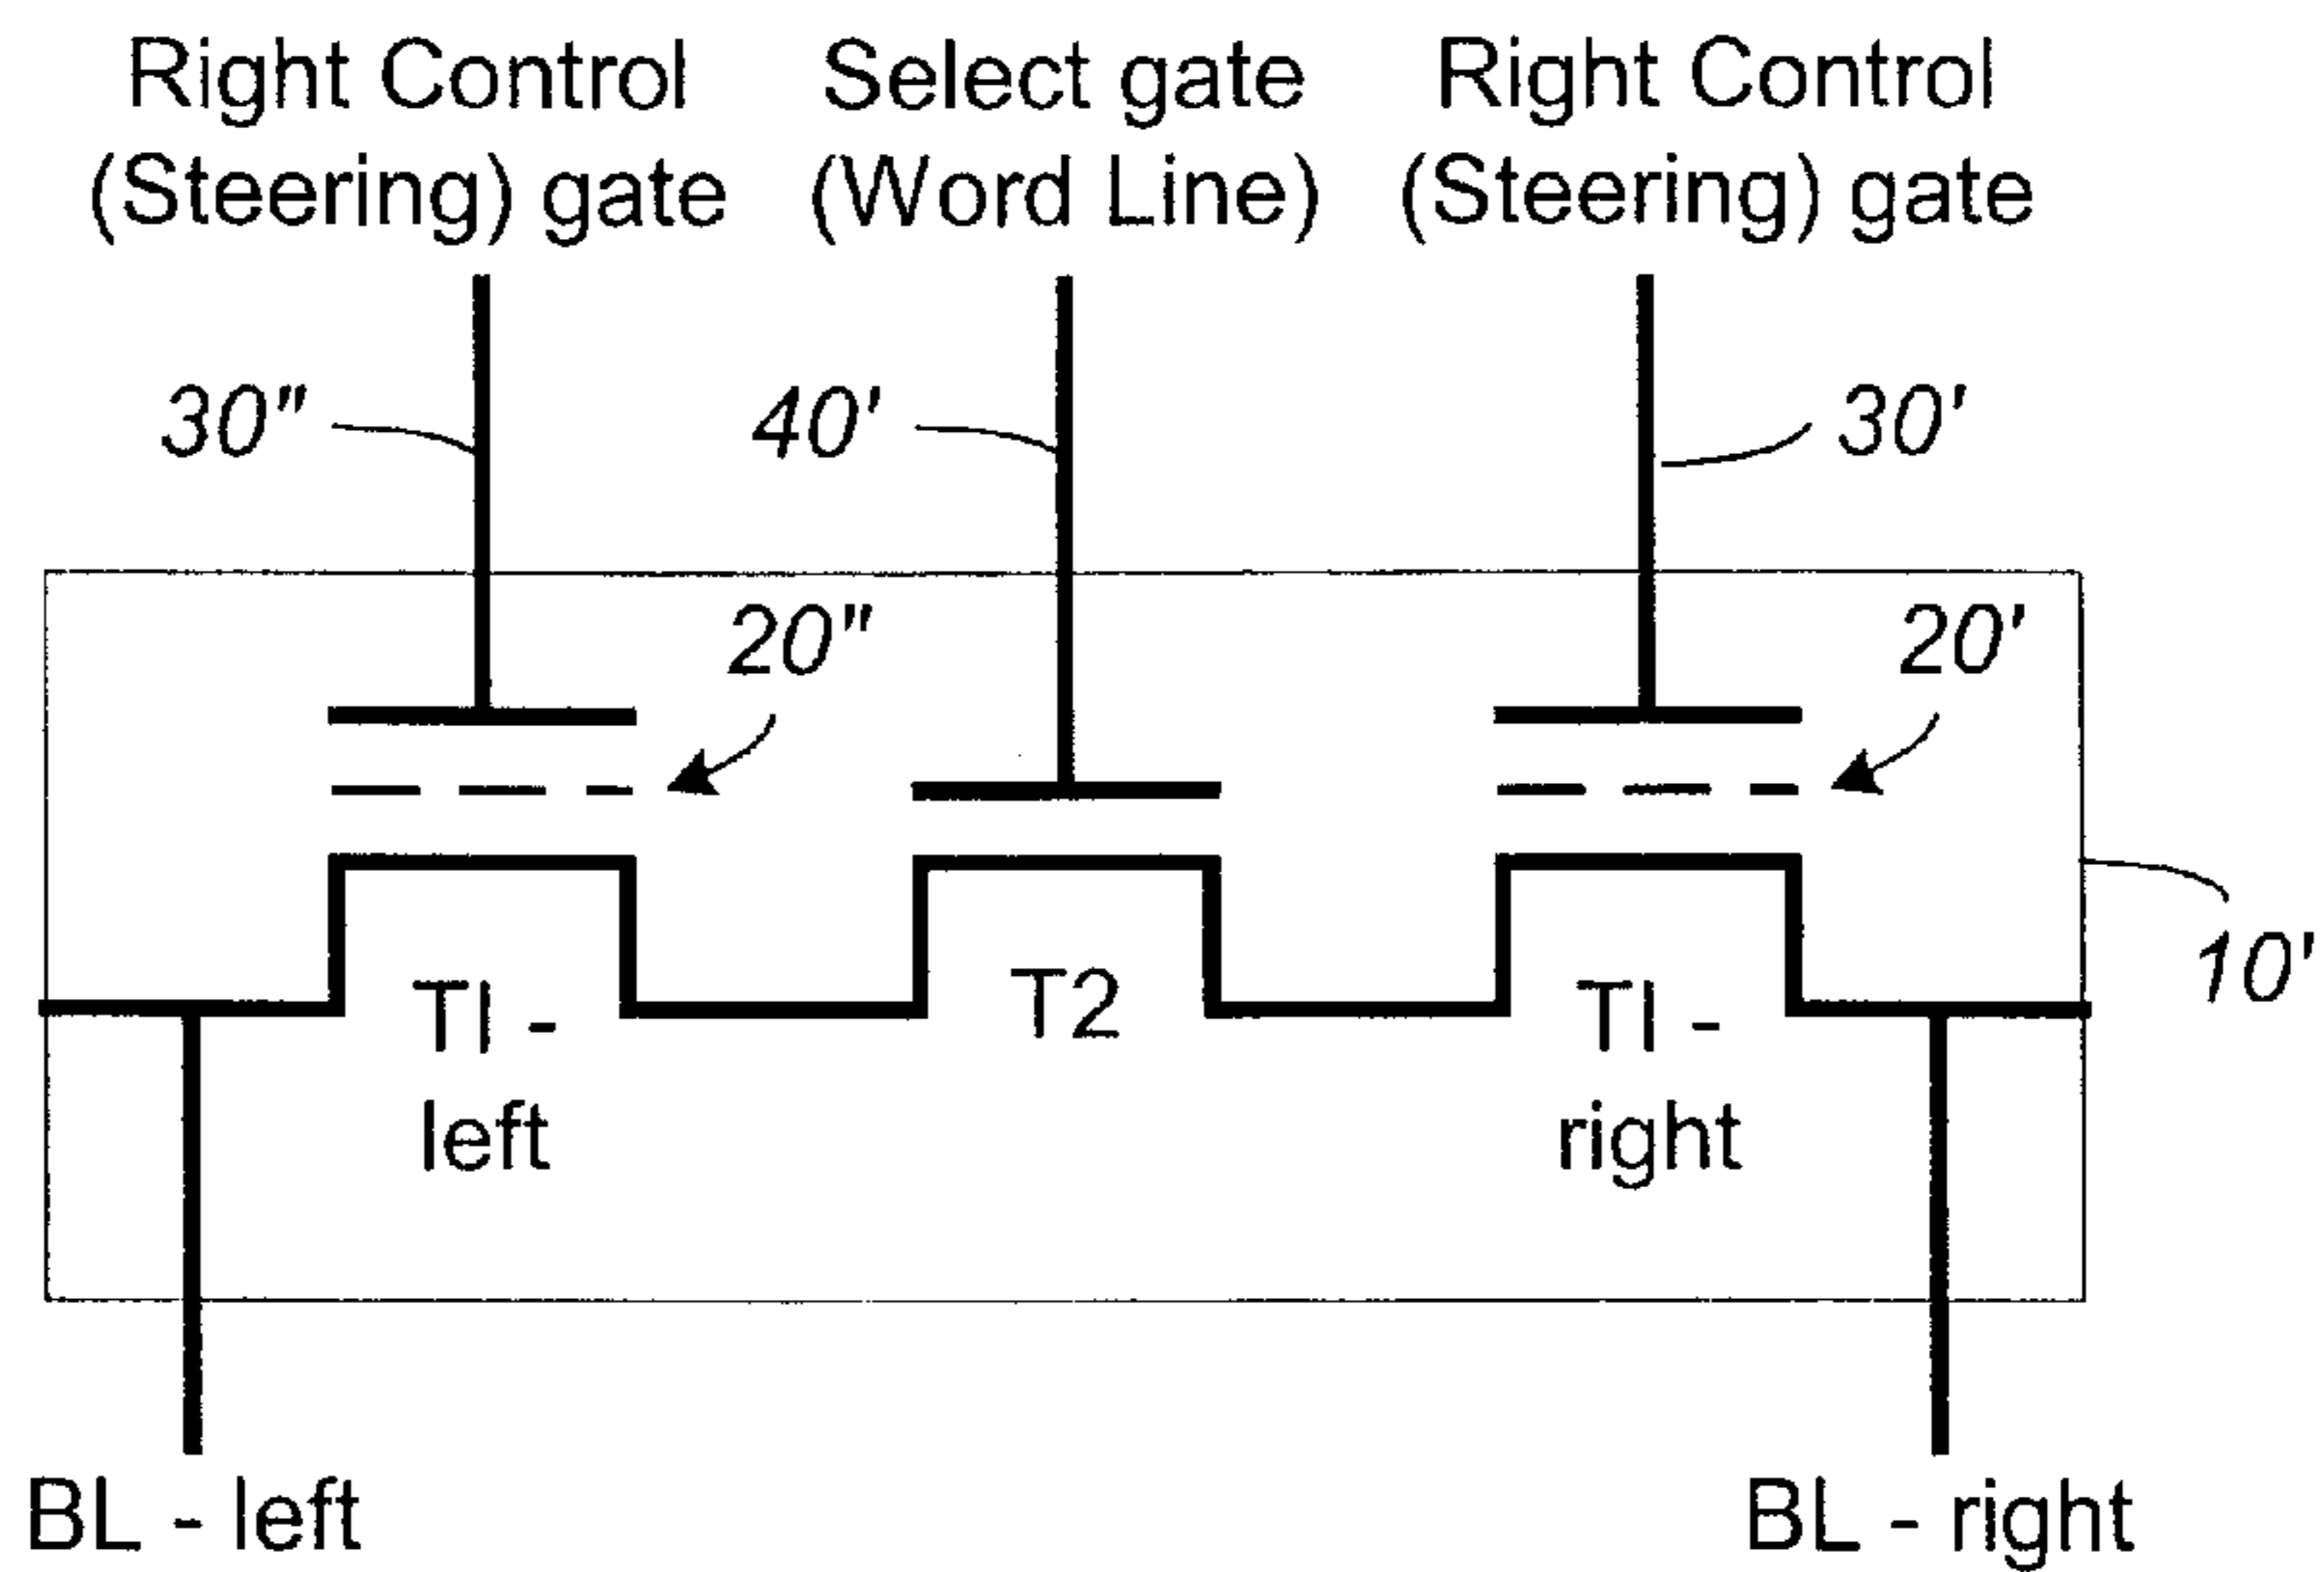 Right Control
(Steering) gate
Select gate
(Word Line)
Right Control
(Steering) gate
30"
40'
30'
20"
20'
10'
TI -
left
T2
TI -
right
BL - left
BL - right